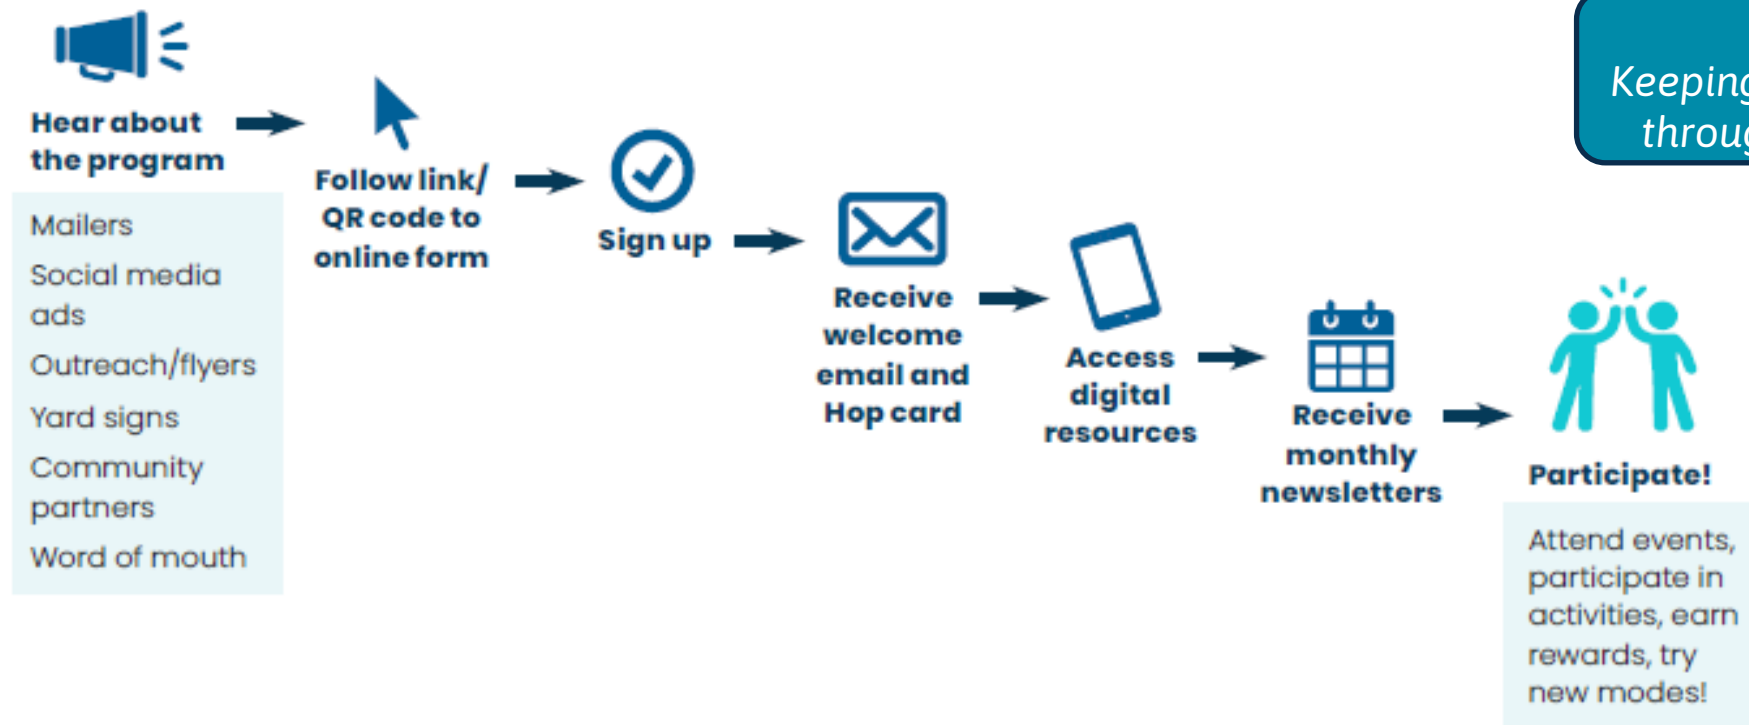 Hear about
the program
Mailers
Social media
ads
Outreach/flyers
Yard signs
Community
partners
Word of mouth
Follow link/
QR code to
online form
Sign up
Receive
welcome
email and
Hop card
Access
digital
resources
Receive
monthly
newsletters
Participate!
Attend events,
participate in
activities, earn
rewards, try
new modes!
Keeping